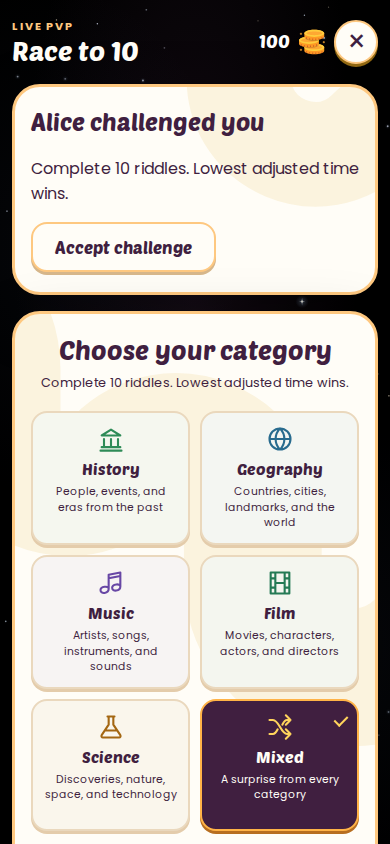 LIVE PVP
Race to 10
100
Alice challenged you
Complete 10 riddles. Lowest adjusted time
wins.
Accept challenge
Choose your category
Complete 10 riddles. Lowest adjusted time wins.
History
People, events, and
eras from the past
Geography
Countries, cities,
landmarks, and the
world
Music
Artists, songs,
instruments, and
sounds
Film
Movies, characters,
actors, and directors
Science
Discoveries, nature,
space, and technology
Mixed
A surprise from every
category